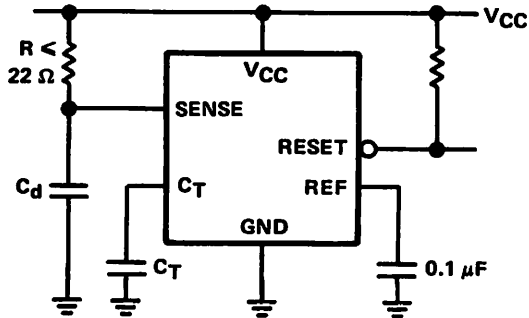 VCC
R <
22 Ω
VCC
SENSE
RESET
Cd
CT
REF
GND
CT
0.1 μF